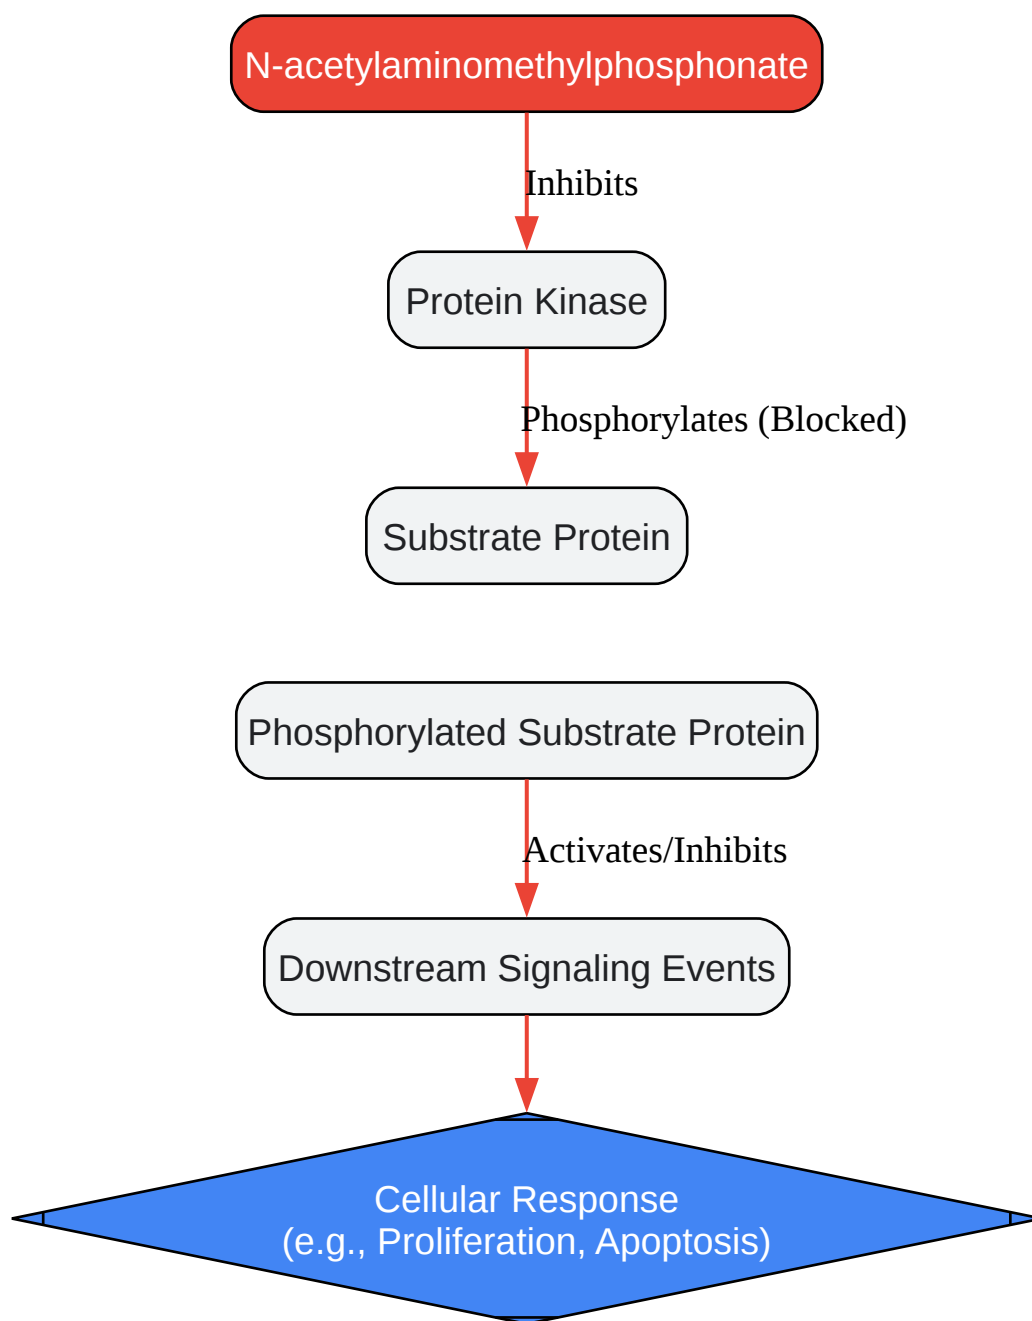 N-acetylaminomethylphosphonate
Inhibits
Protein Kinase
Phosphorylates (Blocked)
Substrate Protein
Phosphorylated Substrate Protein
Activates/Inhibits
Downstream Signaling Events
Cellular Response
(e.g., Proliferation, Apoptosis)